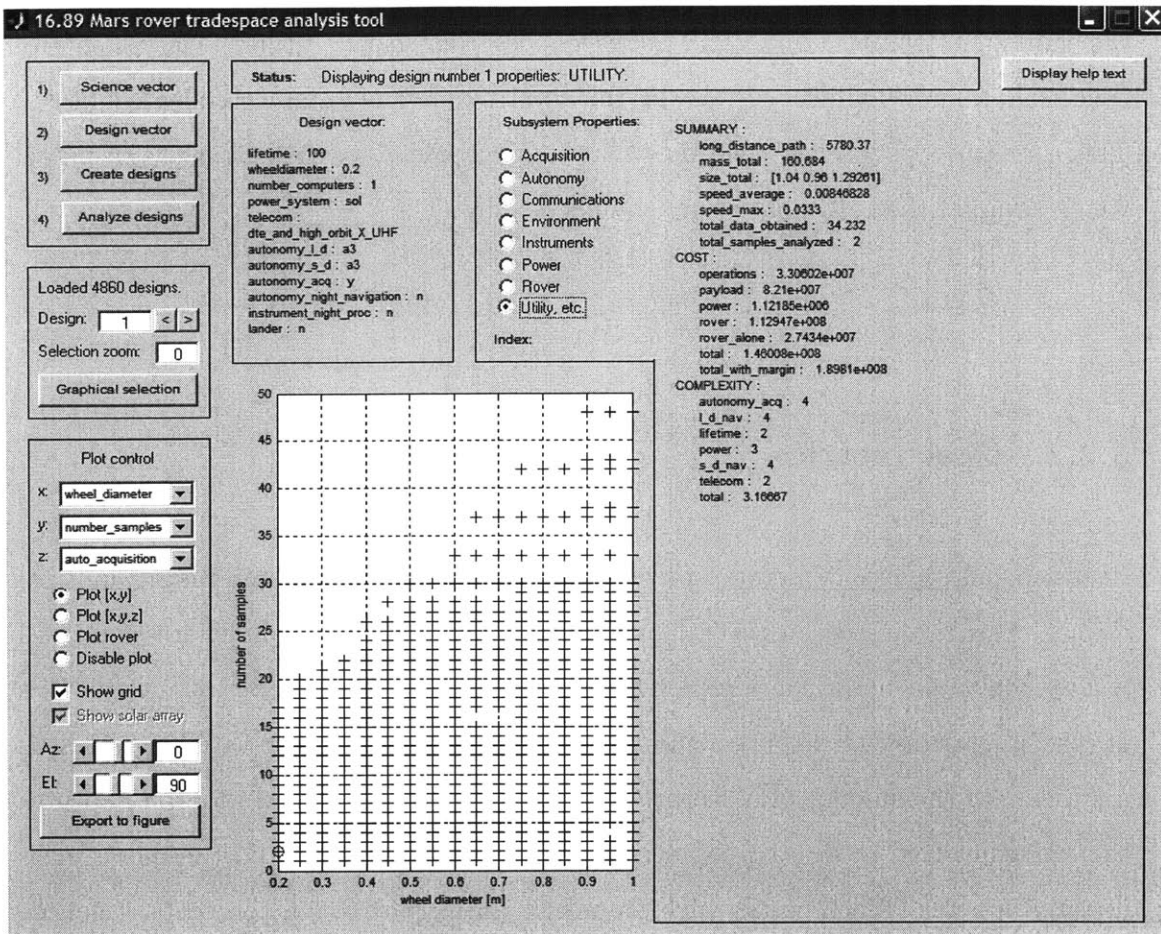 16.89 Mars rover tradespace analysis tool
1) Science vector
2) Design vector
3) Create designs
4) Analyze designs
Status: Displaying design number 1 properties: UTILITY.
Display help text
Loaded 4860 designs.
Design: 1 < >
Selection zoom: 0
Graphical selection
Plot control
x: wheel_diameter
y: number_samples
z: auto_acquisition
Plot [x,y]
Plot [x,y,z]
Plot rover
Disable plot
Show grid
Show solar array
Az: 0
El: 90
Export to figure
Design vector:
lifetime : 100
wheeldiameter : 0.2
number_computers : 1
power_system : sol
telecom :
dte_and_high_orbit_X_UHF
autonomy_l_d : a3
autonomy_s_d : a3
autonomy_acq : y
autonomy_night_navigation : n
instrument_night_proc : n
lander : n
Subsystem Properties:
Acquisition
Autonomy
Communications
Environment
Instruments
Power
Rover
Utility, etc.
Index:
SUMMARY :
long_distance_path : 5780.37
mass_total : 160.684
size_total : [1.04 0.96 1.29261]
speed_average : 0.00846828
speed_max : 0.0333
total_data_obtained : 34.232
total_samples_analyzed : 2
COST :
operations : 3.30602e+007
payload : 8.21e+007
power : 1.12185e+006
rover : 1.12947e+008
rover_alone : 2.7434e+007
total : 1.46008e+008
total_with_margin : 1.8981e+008
COMPLEXITY :
autonomy_acq : 4
l_d_nav : 4
lifetime : 2
power : 3
s_d_nav : 4
telecom : 2
total : 3.16667
50
45
40
35
30
25
20
15
10
5
0
number of samples
0.2 0.3 0.4 0.5 0.6 0.7 0.8 0.9 1
wheel diameter [m]